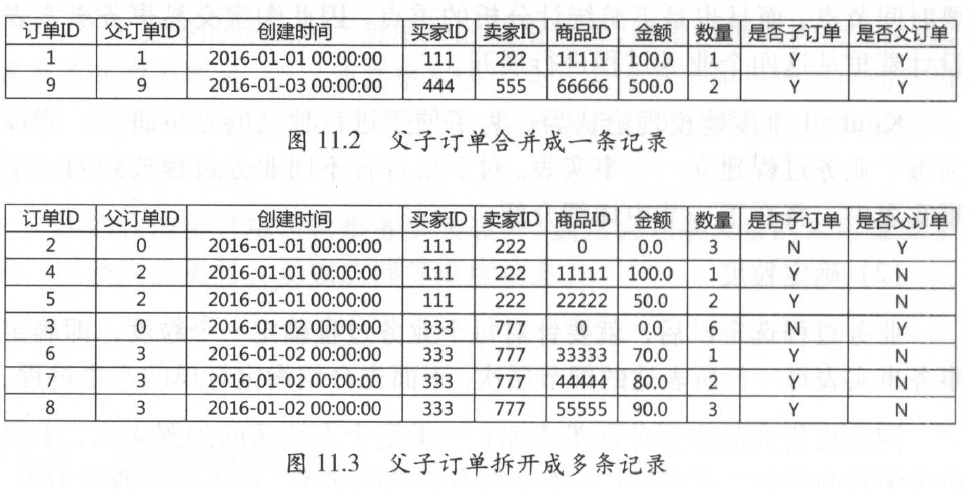 订单ID 父订单ID 创建时间 买家ID 卖家ID 商品ID 金额 数量 是否子订单 是否父订单
1 1 2016-01-01 00:00:00 111 222 11111 100.0 1 Y Y
9 9 2016-01-03 00:00:00 444 555 66666 500.0 2 Y Y
图 11.2 父子订单合并成一条记录
订单ID 父订单ID 创建时间 买家ID 卖家ID 商品ID 金额 数量 是否子订单 是否父订单
2 0 2016-01-01 00:00:00 111 222 0 0.0 3 N Y
4 2 2016-01-01 00:00:00 111 222 11111 100.0 1 Y N
5 2 2016-01-01 00:00:00 111 222 22222 50.0 2 Y N
3 0 2016-01-02 00:00:00 333 777 0 0.0 6 N Y
6 3 2016-01-02 00:00:00 333 777 33333 70.0 1 Y N
7 3 2016-01-02 00:00:00 333 777 44444 80.0 2 Y N
8 3 2016-01-02 00:00:00 333 777 55555 90.0 3 Y N
图 11.3 父子订单拆开成多条记录